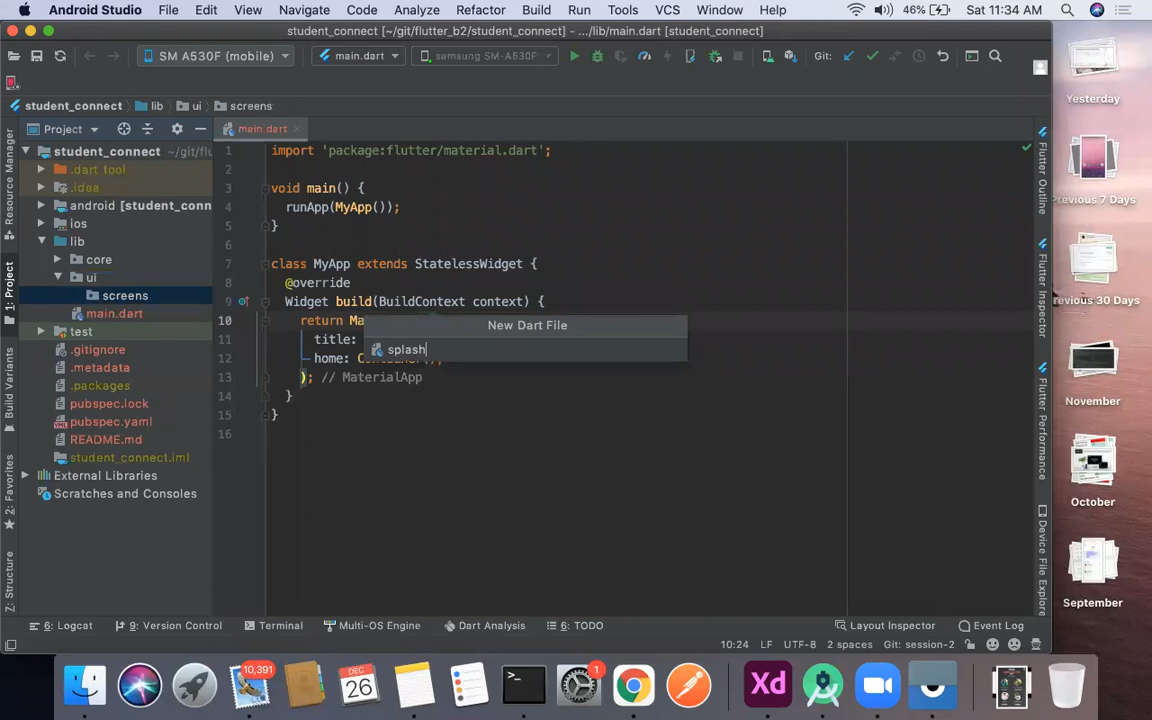 Android Studio File Edit View Navigate Code Analyze Refactor Build Run Tools VCS Window Help 46% Sat 11:34 AM
student_connect [~/git/flutter_b2/student_connect] - .../lib/main.dart [student_connect]
SM A530F (mobile) main.dart samsung SM-A530F Git:
student_connect lib ui screens
Project main.dart
student_connect ~/git/flu
.dart_tool
.idea
android [student_conn
ios
lib
core
ui
screens
main.dart
test
.gitignore
.metadata
.packages
pubspec.lock
pubspec.yaml
README.md
student_connect.iml
External Libraries
Scratches and Consoles
1 import 'package:flutter/material.dart';
2
3 void main() {
4 runApp(MyApp());
5 }
6
7 class MyApp extends StatelessWidget {
8 @override
9 Widget build(BuildContext context) {
10 return Ma
11 title:
12 home:
13 ); // MaterialApp
14 }
15 }
16
New Dart File
splash
Resource Manager
1: Project
Build Variants
2: Favorites
Z: Structure
Flutter Outline
Flutter Inspector
Flutter Performance
Device File Explorer
6: Logcat 9: Version Control Terminal Multi-OS Engine Dart Analysis 6: TODO Layout Inspector Event Log
10:24 LF UTF-8 2 spaces Git: session-2
Yesterday
Previous 7 Days
Previous 30 Days
November
October
September
10,391
DEC
26
1
Xd